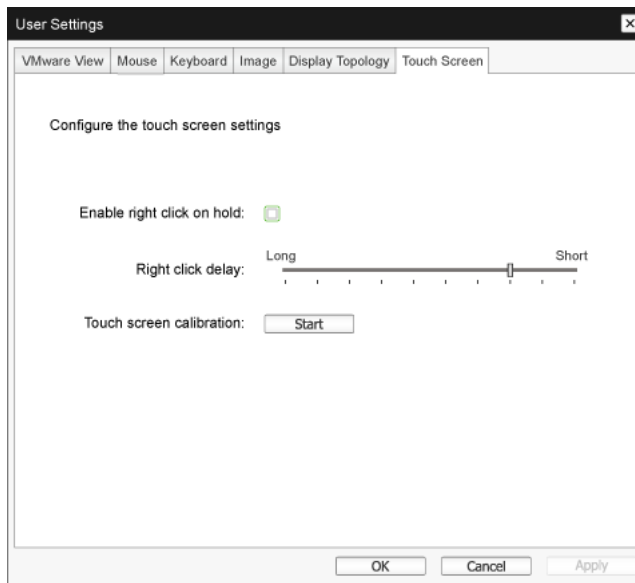 User Settings
VMware View Mouse Keyboard Image Display Topology Touch Screen
Configure the touch screen settings
Enable right click on hold:
Long Short
Right click delay:
Touch screen calibration: Start
OK Cancel Apply